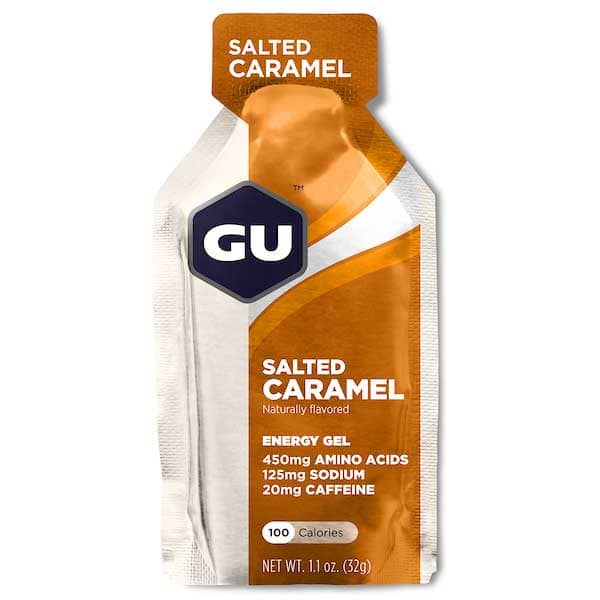 SALTED
CARAMEL
™
GU
SALTED
CARAMEL
Naturally flavored
ENERGY GEL
450mg AMINO ACIDS
125mg SODIUM
20mg CAFFEINE
100 Calories
NET WT. 1.1 oz. (32g)